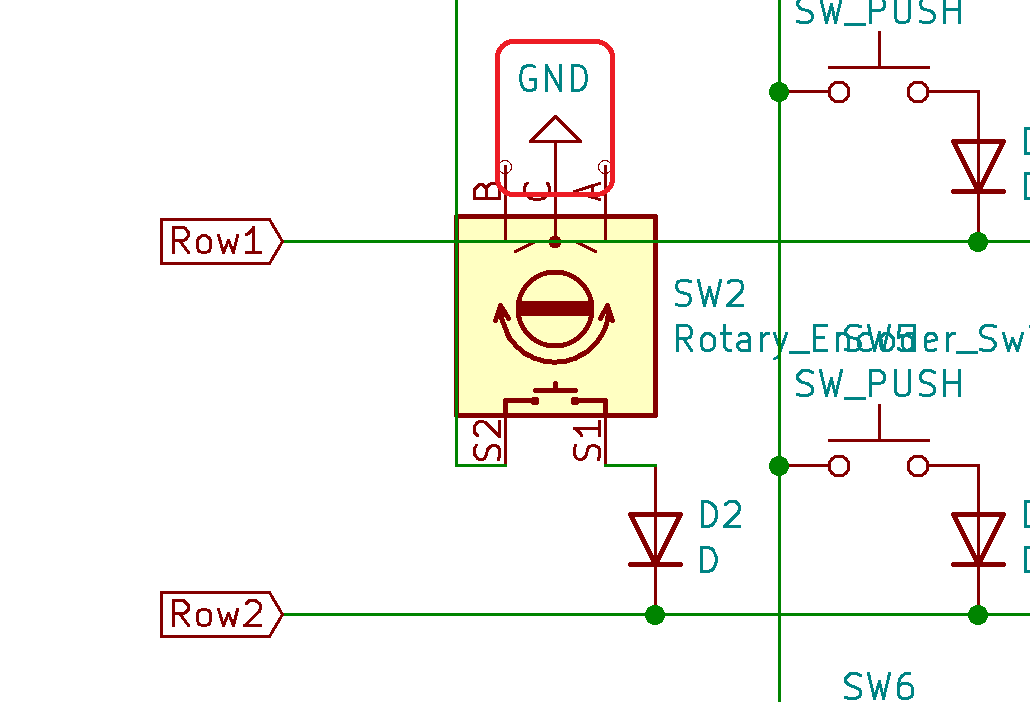 SW_PUSH
GND
B
C
A
D
D
Row1
SW2
Rotary_Encoder_Sw
SW5
SW_PUSH
S2
S1
D2
D
D
D
Row2
SW6